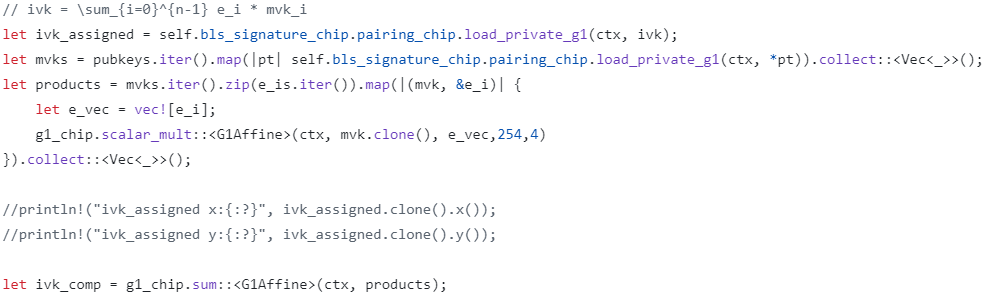 // ivk = \sum_{i=0}^{n-1} e_i * mvk_i
let ivk_assigned = self.bls_signature_chip.pairing_chip.load_private_g1(ctx, ivk);
let mvks = pubkeys.iter().map(|pt| self.bls_signature_chip.pairing_chip.load_private_g1(ctx, *pt)).collect::<Vec<_>>();
let products = mvks.iter().zip(e_is.iter()).map(|(mvk, &e_i)| {
    let e_vec = vec![e_i];
    g1_chip.scalar_mult::<G1Affine>(ctx, mvk.clone(), e_vec,254,4)
}).collect::<Vec<_>>();
//println!("ivk_assigned x:{:?}", ivk_assigned.clone().x());
//println!("ivk_assigned y:{:?}", ivk_assigned.clone().y());
let ivk_comp = g1_chip.sum::<G1Affine>(ctx, products);